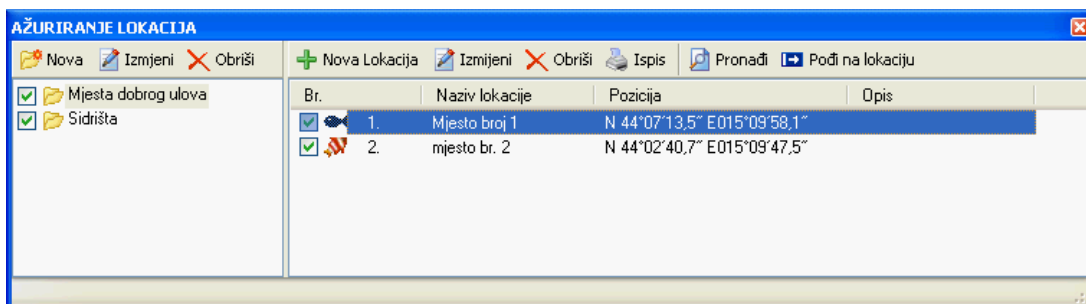 AŽURIRANJE LOKACIJA
Nova Izmjeni Obriši
Nova Lokacija Izmijeni Obriši Ispis Pronađi Pođi na lokaciju
Mjesta dobrog ulova
Sidrišta
Br. Naziv lokacije Pozicija Opis
1. Mjesto broj 1 N 44°07'13,5″ E015°09'58,1″
2. mjesto br. 2 N 44°02'40,7″ E015°09'47,5″